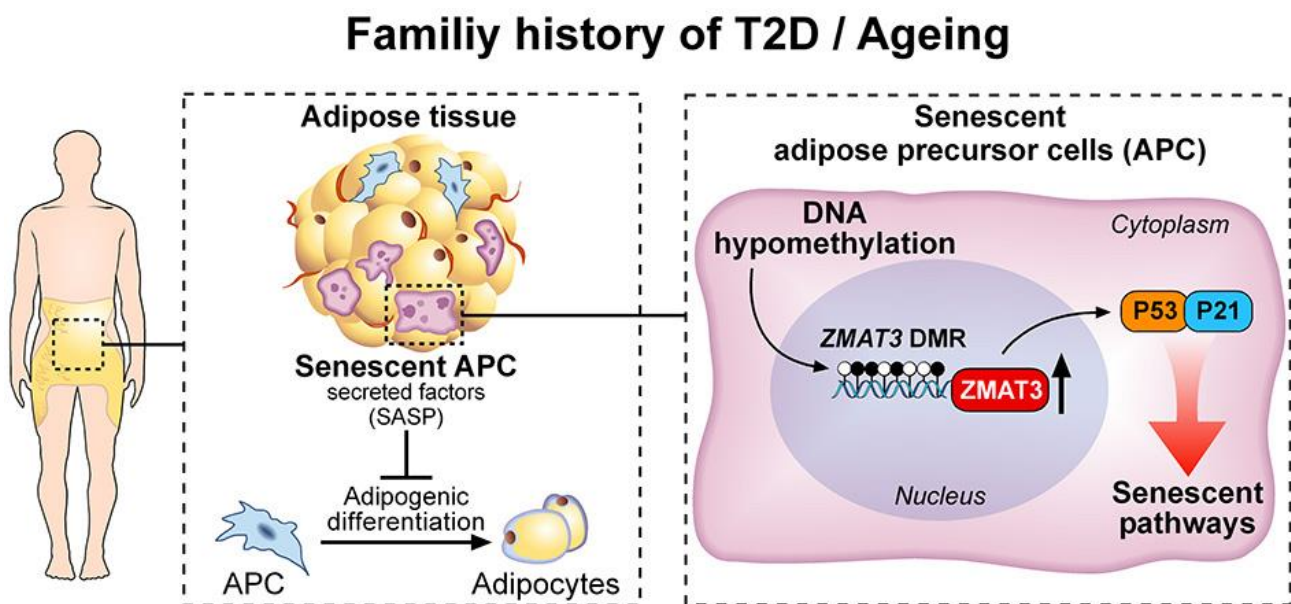 Familiy history of T2D / Ageing
Adipose tissue
Senescent APC
secreted factors
(SASP)
Adipogenic
differentiation
APC
Adipocytes
Senescent
adipose precursor cells (APC)
DNA
hypomethylation
Cytoplasm
ZMAT3 DMR
ZMAT3
P53
P21
Nucleus
Senescent
pathways